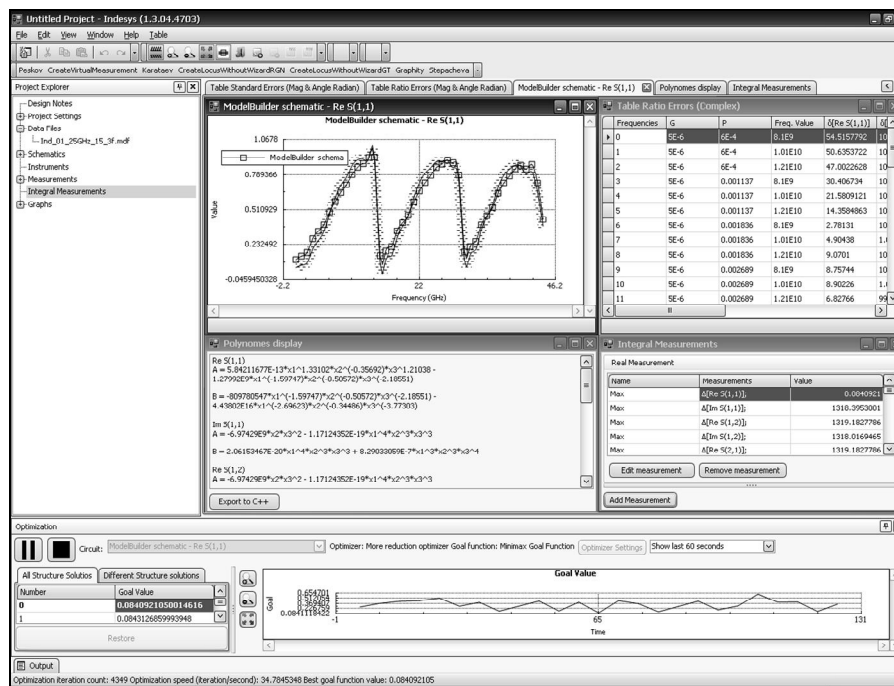 Untitled Project - Indesys (1.3.04.4703)
File Edit View Window Help Table
Peskov CreateVirtualMeasurement Karataev CreateLocusWithoutWizardRGN CreateLocusWithoutWizardGT Graphity Stepacheva
Project Explorer
Design Notes
Project Settings
Data Files
Ind_01_25GHz_15_3f.mdf
Schematics
Instruments
Measurements
Integral Measurements
Graphs
Table Standard Errors (Mag & Angle Radian) Table Ratio Errors (Mag & Angle Radian) ModelBuilder schematic - Re S(1,1) Polynomes display Integral Measurements
ModelBuilder schematic - Re S(1,1)
ModelBuilder schematic - Re S(1,1)
1.0678
0.789366
0.510929
0.232492
-0.0459450328
Value
ModelBuilder schema
-2.2 22 46.2
Frequency (GHz)
Table Ratio Errors (Complex)
Frequencies G P Freq. Value δ[Re S(1,1)]
0 5E-6 6E-4 8.1E9 54.5157792 10
1 5E-6 6E-4 1.01E10 50.6353722 10
2 5E-6 6E-4 1.21E10 47.0022628 10
3 5E-6 0.001137 8.1E9 30.406734 10
4 5E-6 0.001137 1.01E10 21.5809121 10
5 5E-6 0.001137 1.21E10 14.3584863 10
6 5E-6 0.001836 8.1E9 2.78131 10
7 5E-6 0.001836 1.01E10 4.90438 1.0
8 5E-6 0.001836 1.21E10 9.0701 10
9 5E-6 0.002689 8.1E9 8.75744 10
10 5E-6 0.002689 1.01E10 8.90226
11 5E-6 0.002689 1.21E10 6.82766 99
Polynomes display
Re S(1,1)
A = 5.84211677E-13*x1^1.33102*x2^(-0.35692)*x3^1.21038 -
1.27992E9*x1^(-1.59747)*x2^(-0.50572)*x3^(-2.18551)
B = -809780547*x1^(-1.59747)*x2^(-0.50572)*x3^(-2.18551) -
4.43802E16*x1^(-2.69623)*x2^(-0.34486)*x3^(-3.77303)
Im S(1,1)
A = -6.97429E9*x2*x3^2 - 1.17124352E-19*x1^4*x2^3*x3^3
B = 2.06153467E-20*x1^4*x2^3*x3^3 + 8.29033059E-7*x1^3*x2^3*x3^4
Re S(1,2)
A = -6.97429E9*x2*x3^2 - 1.17124352E-19*x1^4*x2^3*x3^3
Export to C++
Integral Measurements
Real Measurement
Name Measurements Value
Max Δ[Re S(1,1)]; 0.0840921
Max Δ[Im S(1,1)]; 1318.3953001
Max Δ[Re S(1,2)]; 1319.1827786
Max Δ[Im S(1,2)]; 1318.0169465
Max Δ[Re S(2,1)]; 1319.1827786
Edit measurement Remove measurement
Add Measurement
Optimization
Circuit: ModelBuilder schematic - Re S(1,1) Optimizer: More reduction optimizer Goal function: Minimax Goal Function Optimizer Settings Show last 60 seconds
All Structure Solutios Different Structure solutions
Number Goal Value
0 0.0840921050014616
1 0.0843126859993948
Restore
Goal Value
Goal
0.654701
0.512054
0.369407
0.226759
0.0841118422
-1 65 131
Time
Output
Optimization iteration count: 4349 Optimization speed (iteration/second): 34.7845348 Best goal function value: 0.084092105